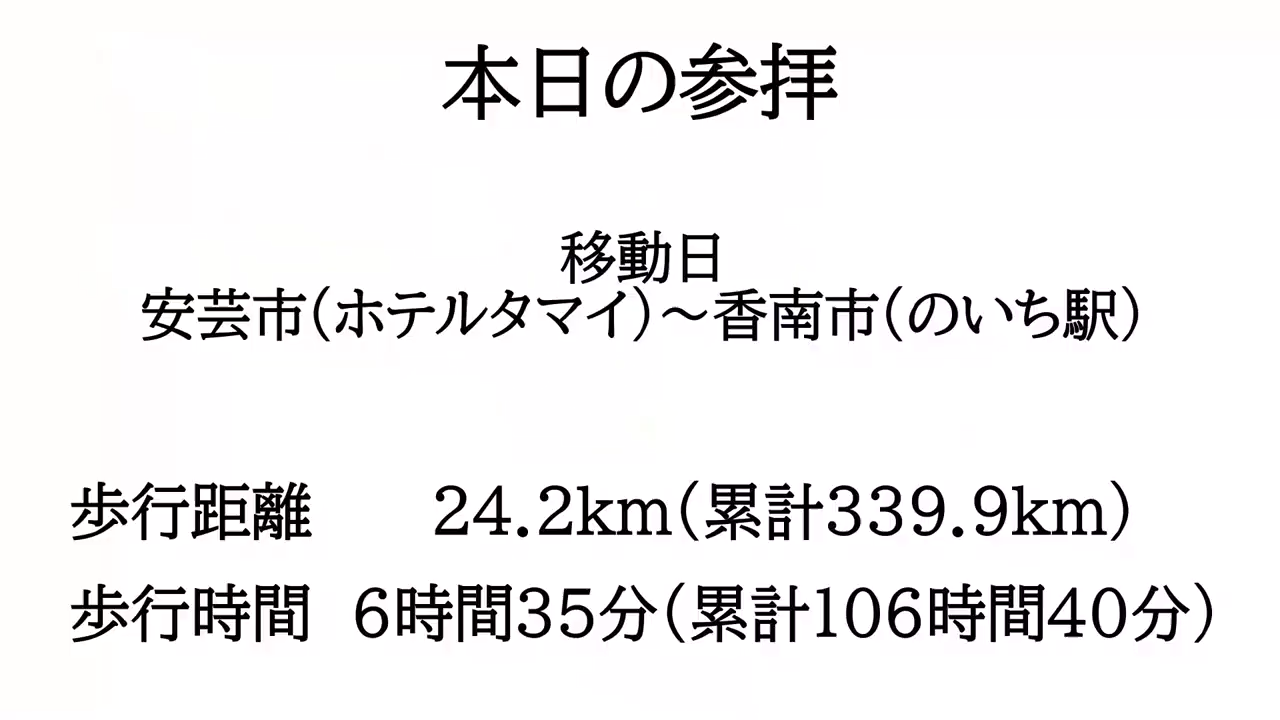 本日の参拝
移動日
安芸市(ホテルタマイ)～香南市(のいち駅)
歩行距離　　24.2km(累計339.9km)
歩行時間　6時間35分(累計106時間40分)